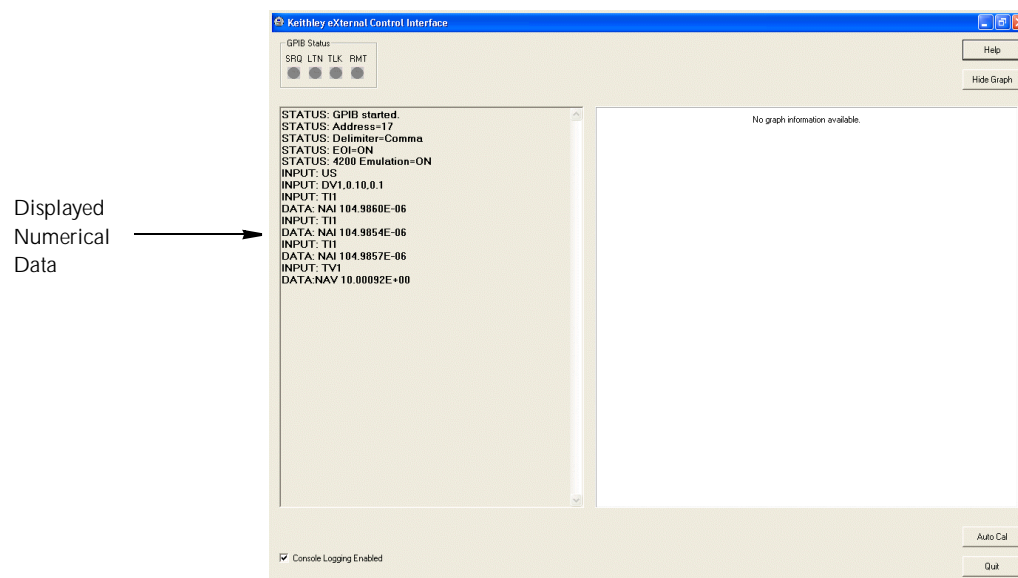 Keithley eXternal Control Interface
GPIB Status
SRQ LTN TLK RMT
Help
Hide Graph
STATUS: GPIB started.
STATUS: Address=17
STATUS: Delimiter=Comma
STATUS: EOI=ON
STATUS: 4200 Emulation=ON
INPUT: US
INPUT: DV1,0.10,0.1
INPUT: TI1
DATA: NAI 104.9860E-06
INPUT: TI1
DATA: NAI 104.9854E-06
INPUT: TI1
DATA: NAI 104.9857E-06
INPUT: TV1
DATA:NAV 10.00092E+00
No graph information available.
Displayed
Numerical
Data
Console Logging Enabled
Auto Cal
Quit